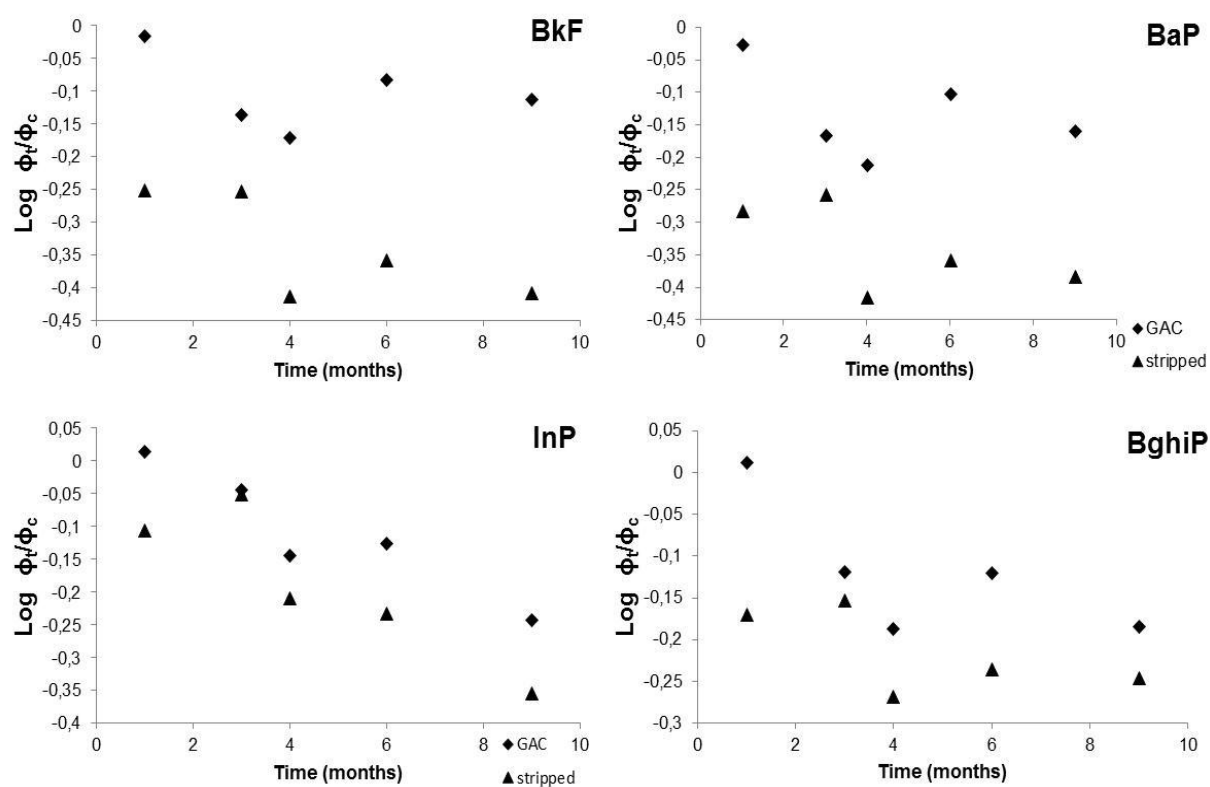 BkF
0
-0,05
-0,1
-0,15
-0,2
-0,25
-0,3
-0,35
-0,4
-0,45
Log ϕt/ϕc
0 2 4 6 8 10
Time (months)
BaP
0
-0,05
-0,1
-0,15
-0,2
-0,25
-0,3
-0,35
-0,4
-0,45
Log ϕt/ϕc
0 2 4 6 8 10
Time (months)
GAC
stripped
InP
0,05
0
-0,05
-0,1
-0,15
-0,2
-0,25
-0,3
-0,35
-0,4
Log ϕt/ϕc
0 2 4 6 8 10
Time (months)
GAC
stripped
BghiP
0,05
0
-0,05
-0,1
-0,15
-0,2
-0,25
-0,3
Log ϕt/ϕc
0 2 4 6 8 10
Time (months)